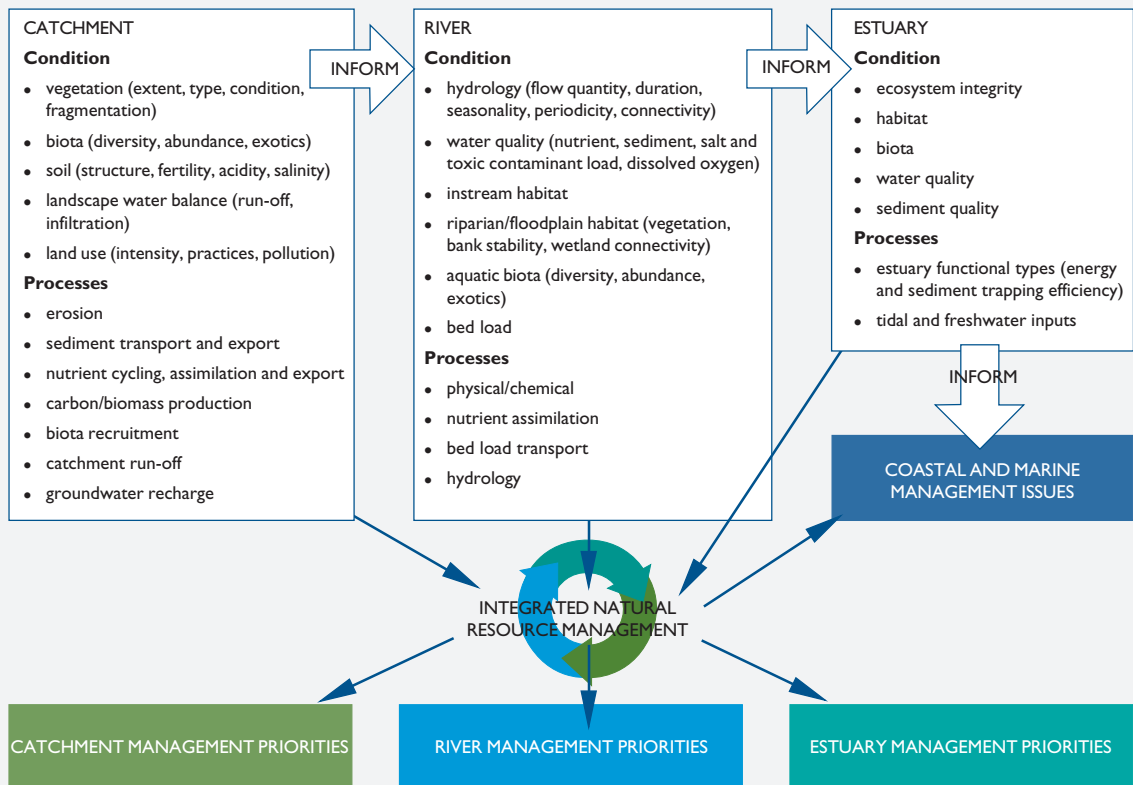 CATCHMENT
Condition
• vegetation (extent, type, condition,
fragmentation)
• biota (diversity, abundance, exotics)
• soil (structure, fertility, acidity, salinity)
• landscape water balance (run-off,
infiltration)
• land use (intensity, practices, pollution)
Processes
• erosion
• sediment transport and export
• nutrient cycling, assimilation and export
• carbon/biomass production
• biota recruitment
• catchment run-off
• groundwater recharge
INFORM
RIVER
Condition
• hydrology (flow quantity, duration,
seasonality, periodicity, connectivity)
• water quality (nutrient, sediment, salt and
toxic contaminant load, dissolved oxygen)
• instream habitat
• riparian/floodplain habitat (vegetation,
bank stability, wetland connectivity)
• aquatic biota (diversity, abundance,
exotics)
• bed load
Processes
• physical/chemical
• nutrient assimilation
• bed load transport
• hydrology
INFORM
ESTUARY
Condition
• ecosystem integrity
• habitat
• biota
• water quality
• sediment quality
Processes
• estuary functional types (energy
and sediment trapping efficiency)
• tidal and freshwater inputs
INFORM
COASTAL AND MARINE
MANAGEMENT ISSUES
INTEGRATED NATURAL
RESOURCE MANAGEMENT
CATCHMENT MANAGEMENT PRIORITIES
RIVER MANAGEMENT PRIORITIES
ESTUARY MANAGEMENT PRIORITIES